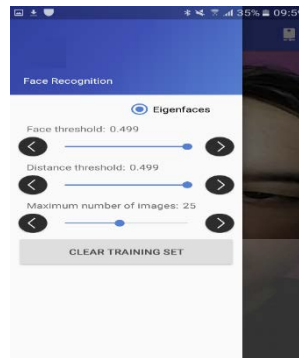 35% 09:59
Face Recognition
Eigenfaces
Face threshold: 0.499
Distance threshold: 0.499
Maximum number of images: 25
CLEAR TRAINING SET